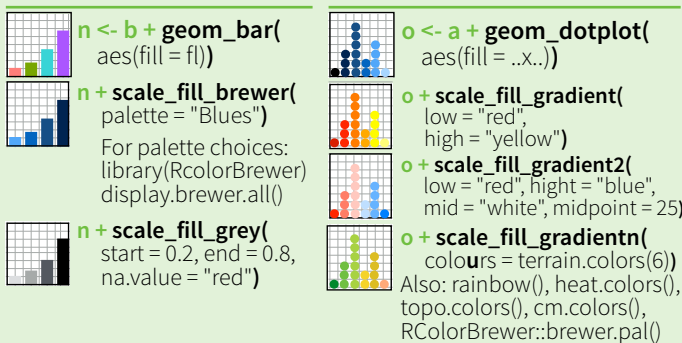 n <- b + geom_bar(
aes(fill = fl))
n + scale_fill_brewer(
palette = "Blues")
For palette choices:
library(RcolorBrewer)
display.brewer.all()
n + scale_fill_grey(
start = 0.2, end = 0.8,
na.value = "red")
o <- a + geom_dotplot(
aes(fill = ..x..))
o + scale_fill_gradient(
low = "red",
high = "yellow")
o + scale_fill_gradient2(
low = "red", hight = "blue",
mid = "white", midpoint = 25)
o + scale_fill_gradientn(
colours = terrain.colors(6))
Also: rainbow(), heat.colors(),
topo.colors(), cm.colors(),
RColorBrewer::brewer.pal()